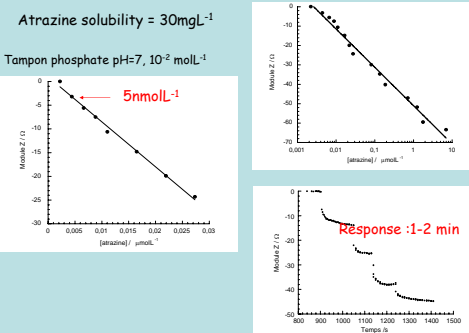 Atrazine solubility = 30mgL-1
Tampon phosphate pH=7, 10-2 molL-1
0
-5
-10
-15
-20
-25
-30
Module Z / Ω
5nmolL-1
0 0,005 0,01 0,015 0,02 0,025 0,03
[atrazine] / µmolL-1
0
-10
-20
-30
-40
-50
-60
-70
Module Z / Ω
0,001 0,01 0,1 1 10
[atrazine] / µmolL-1
0
-10
-20
-30
-40
-50
Module Z / Ω
Response :1-2 min
800 900 1000 1100 1200 1300 1400 1500
Temps /s